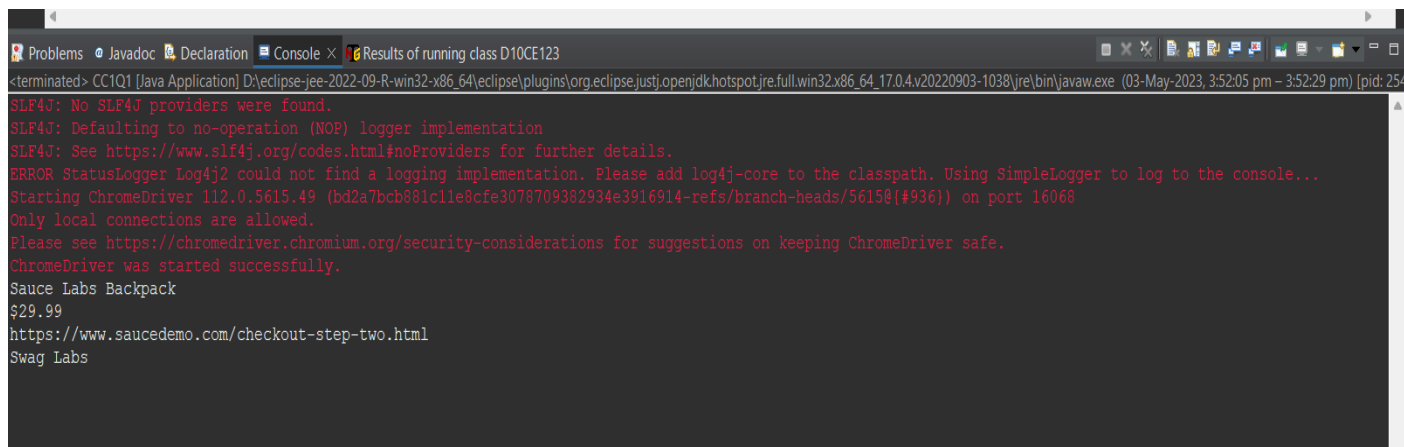 Problems @ Javadoc Declaration Console × Results of running class D10CE123
<terminated> CC1Q1 [Java Application] D:\eclipse-jee-2022-09-R-win32-x86_64\eclipse\plugins\org.eclipse.justj.openjdk.hotspot.jre.full.win32.x86_64_17.0.4.v20220903-1038\jre\bin\javaw.exe (03-May-2023, 3:52:05 pm – 3:52:29 pm) [pid: 254
SLF4J: No SLF4J providers were found.
SLF4J: Defaulting to no-operation (NOP) logger implementation
SLF4J: See https://www.slf4j.org/codes.html#noProviders for further details.
ERROR StatusLogger Log4j2 could not find a logging implementation. Please add log4j-core to the classpath. Using SimpleLogger to log to the console...
Starting ChromeDriver 112.0.5615.49 (bd2a7bcb881c11e8cfe3078709382934e3916914-refs/branch-heads/5615@{#936}) on port 16068
Only local connections are allowed.
Please see https://chromedriver.chromium.org/security-considerations for suggestions on keeping ChromeDriver safe.
ChromeDriver was started successfully.
Sauce Labs Backpack
$29.99
https://www.saucedemo.com/checkout-step-two.html
Swag Labs